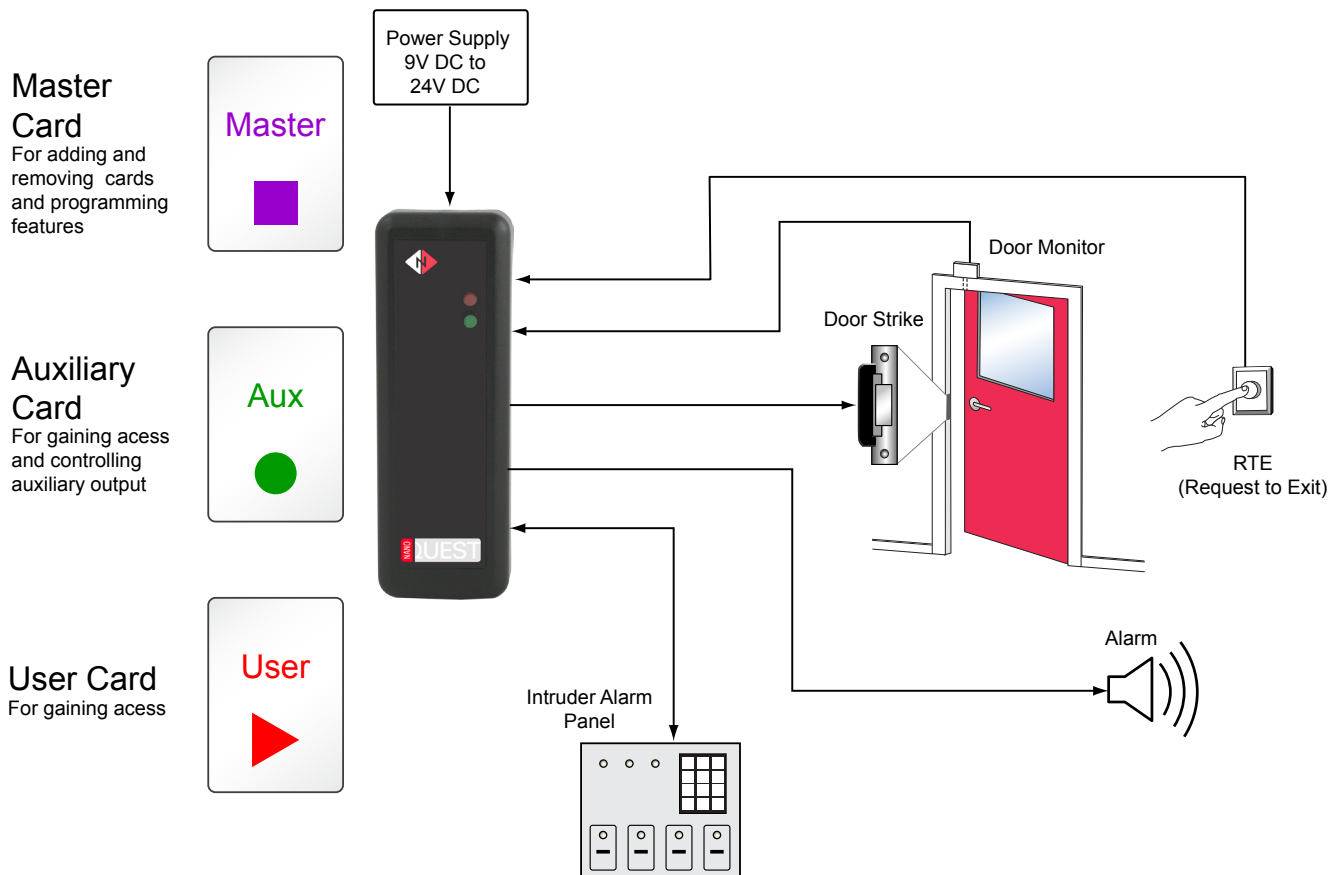 Power Supply
9V DC to
24V DC
Master
Card
For adding and
removing cards
and programming
features
Master
Door Monitor
Door Strike
RTE
(Request to Exit)
Auxiliary
Card
For gaining acess
and controlling
auxiliary output
Aux
NANO
QUEST
N
User Card
For gaining acess
User
Intruder Alarm
Panel
Alarm